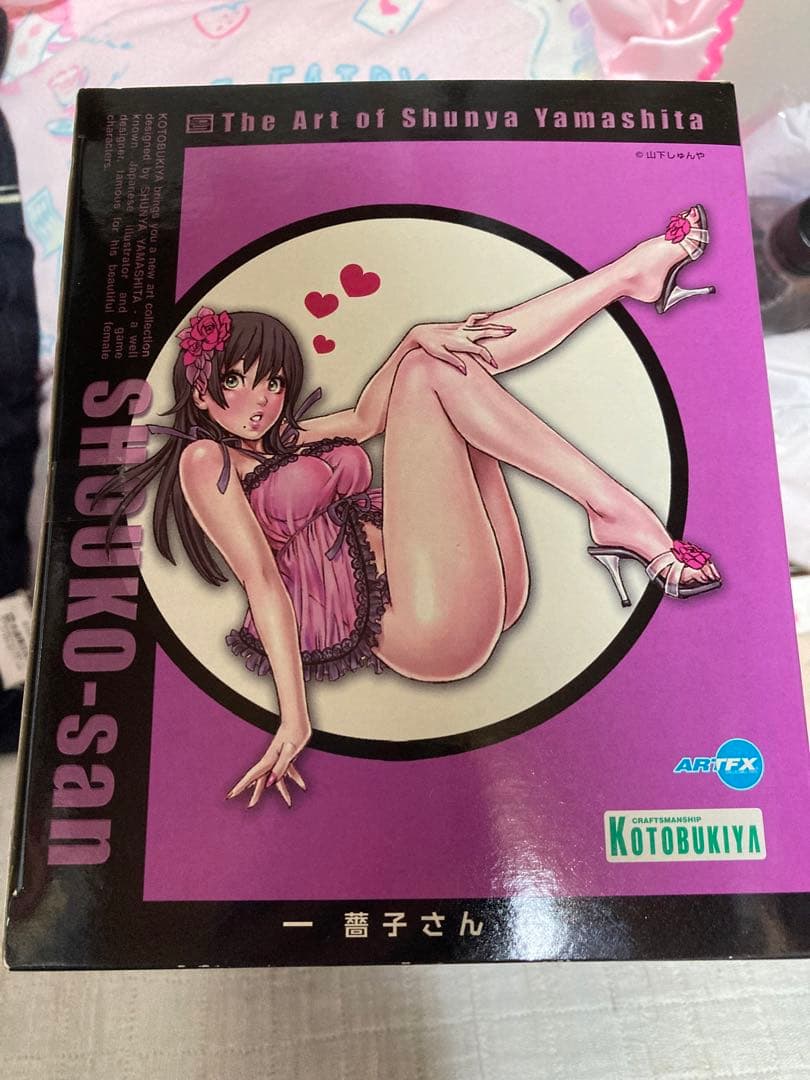 The Art of Shunya Yamashita
© 山下しゅんや
KOTOBUKIYA brings you a new art collection
designed by SHUNYA YAMASHITA - a well
known Japanese illustrator and game
designer, famous for his beautiful female
characters.
SHOUKO-san
ARTFX
CRAFTSMANSHIP
KOTOBUKIYA
一 薔子さん